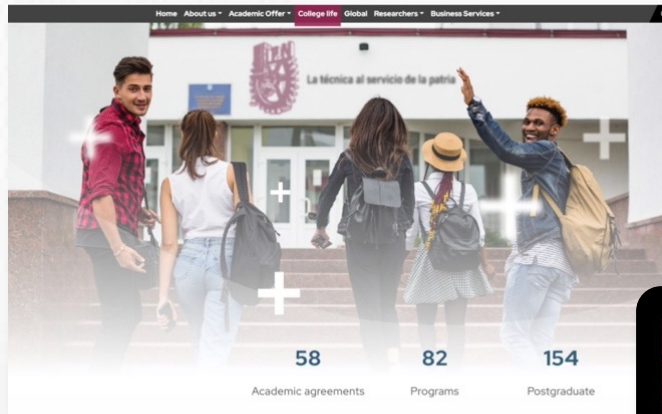 Home About us Academic Offer College life Global Researchers Business Services
La técnica al servicio de la patria
58 82 154
Academic agreements Programs Postgraduate